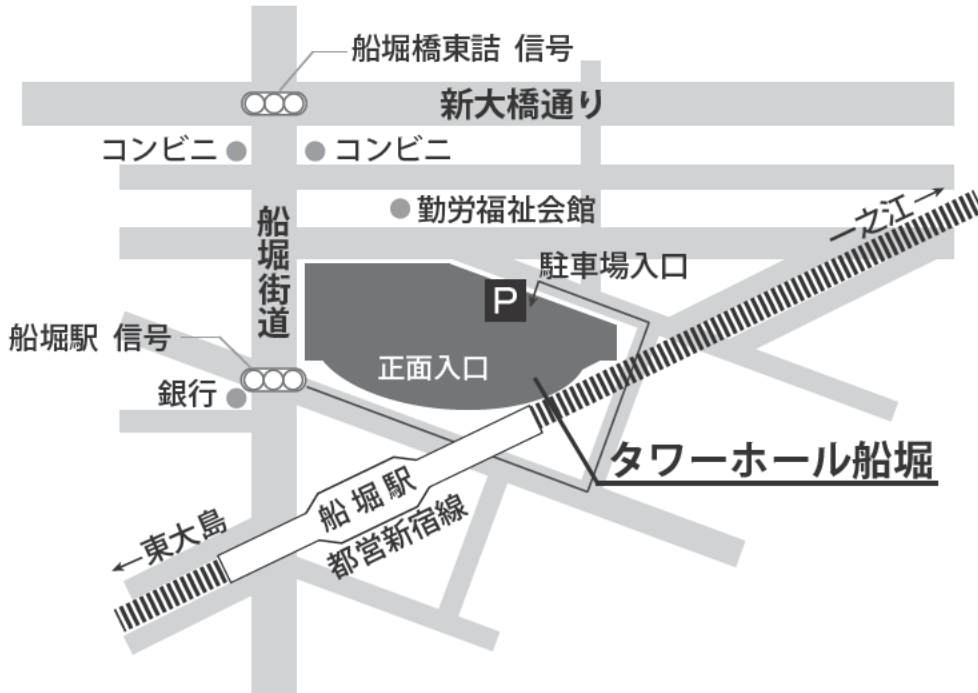 船堀橋東詰 信号
新大橋通り
コンビニ
コンビニ
船堀街道
勤労福祉会館
一之江→
駐車場入口
P
船堀駅 信号
正面入口
銀行
タワーホール船堀
船堀駅
都営新宿線
←東大島